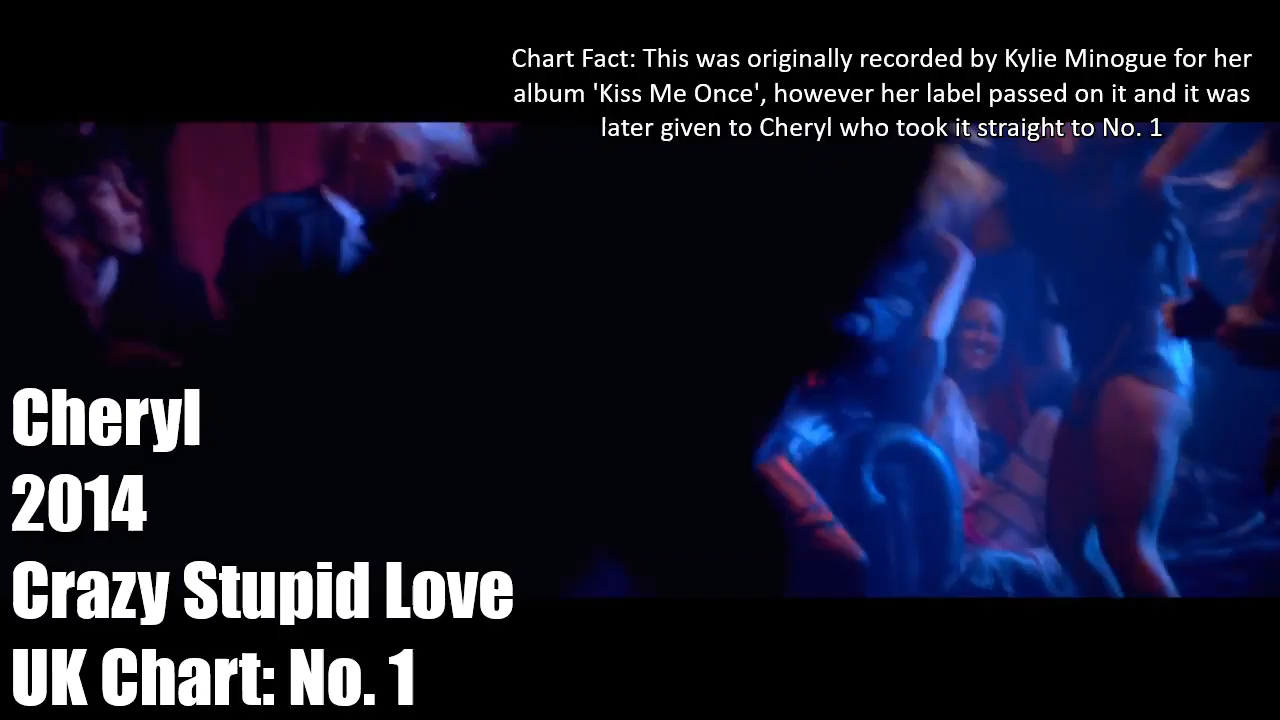 Chart Fact: This was originally recorded by Kylie Minogue for her
album 'Kiss Me Once', however her label passed on it and it was
later given to Cheryl who took it straight to No. 1
Cheryl
2014
Crazy Stupid Love
UK Chart: No. 1